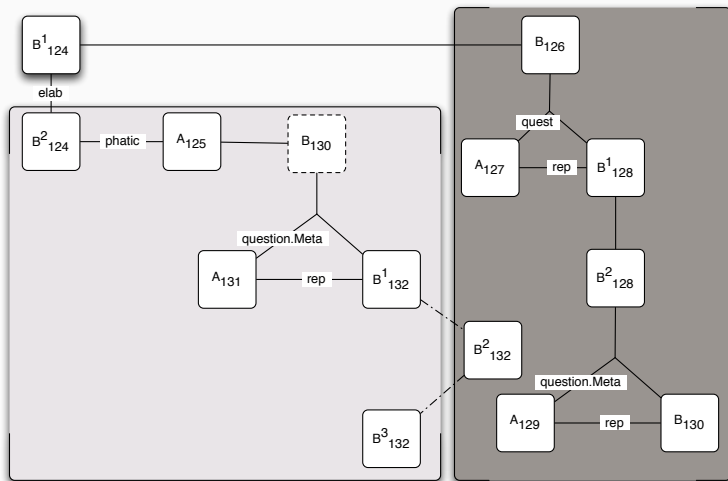 B¹₁₂₄
B₁₂₆
elab
B²₁₂₄
phatic
A₁₂₅
B₁₃₀
quest
A₁₂₇
rep
B¹₁₂₈
question.Meta
A₁₃₁
rep
B¹₁₃₂
B²₁₂₈
B²₁₃₂
question.Meta
A₁₂₉
rep
B₁₃₀
B³₁₃₂